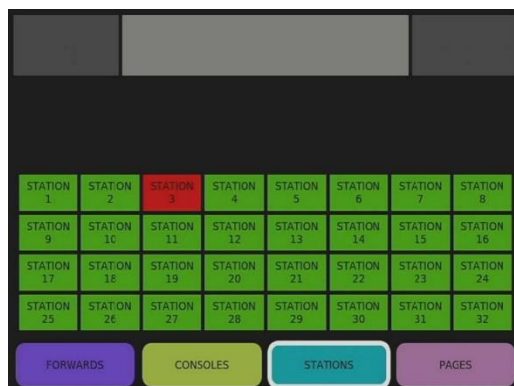 STATION 1
STATION 2
STATION 3
STATION 4
STATION 5
STATION 6
STATION 7
STATION 8
STATION 9
STATION 10
STATION 11
STATION 12
STATION 13
STATION 14
STATION 15
STATION 16
STATION 17
STATION 18
STATION 19
STATION 20
STATION 21
STATION 22
STATION 23
STATION 24
STATION 25
STATION 26
STATION 27
STATION 28
STATION 29
STATION 30
STATION 31
STATION 32
FORWARDS
CONSOLES
STATIONS
PAGES